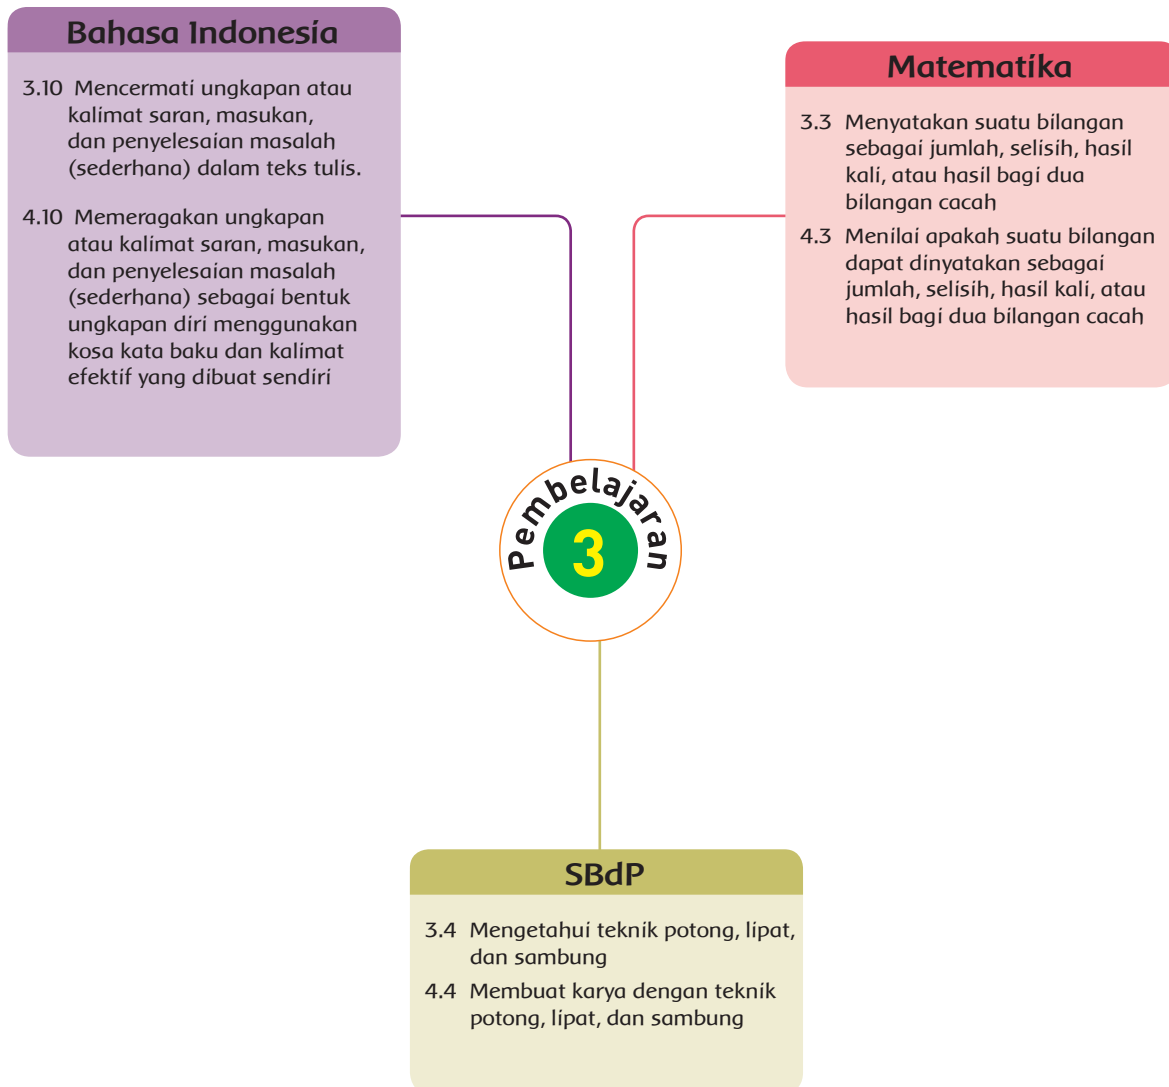 Bahasa Indonesia
3.10 Mencermati ungkapan atau
kalimat saran, masukan,
dan penyelesaian masalah
(sederhana) dalam teks tulis.
4.10 Memeragakan ungkapan
atau kalimat saran, masukan,
dan penyelesaian masalah
(sederhana) sebagai bentuk
ungkapan diri menggunakan
kosa kata baku dan kalimat
efektif yang dibuat sendiri
Matematika
3.3 Menyatakan suatu bilangan
sebagai jumlah, selisih, hasil
kali, atau hasil bagi dua
bilangan cacah
4.3 Menilai apakah suatu bilangan
dapat dinyatakan sebagai
jumlah, selisih, hasil kali, atau
hasil bagi dua bilangan cacah
Pembelajaran
3
SBdP
3.4 Mengetahui teknik potong, lipat,
dan sambung
4.4 Membuat karya dengan teknik
potong, lipat, dan sambung